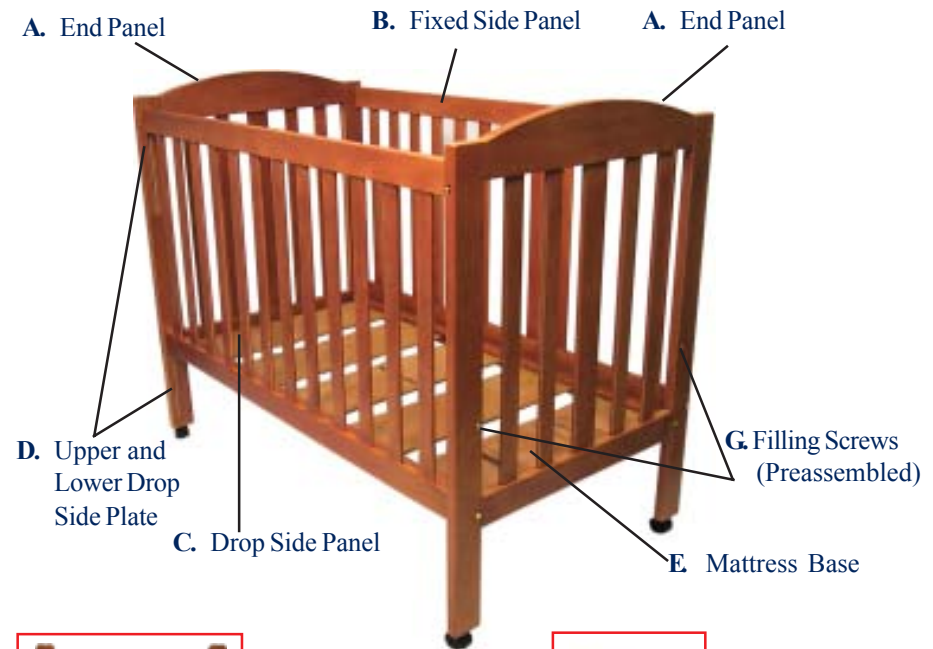 A. End Panel
B. Fixed Side Panel
A. End Panel
D. Upper and
Lower Drop
Side Plate
C. Drop Side Panel
G. Filling Screws
(Preassembled)
E. Mattress Base